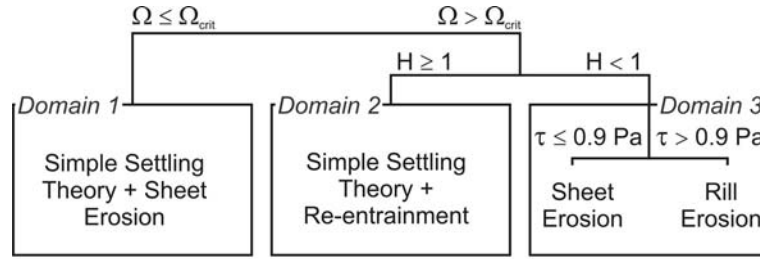 Ω ≤ Ωcrit
Ω > Ωcrit
H ≥ 1
H < 1
Domain 1
Domain 2
Domain 3
Simple Settling
Theory + Sheet
Erosion
Simple Settling
Theory +
Re-entrainment
τ ≤ 0.9 Pa
τ > 0.9 Pa
Sheet
Erosion
Rill
Erosion